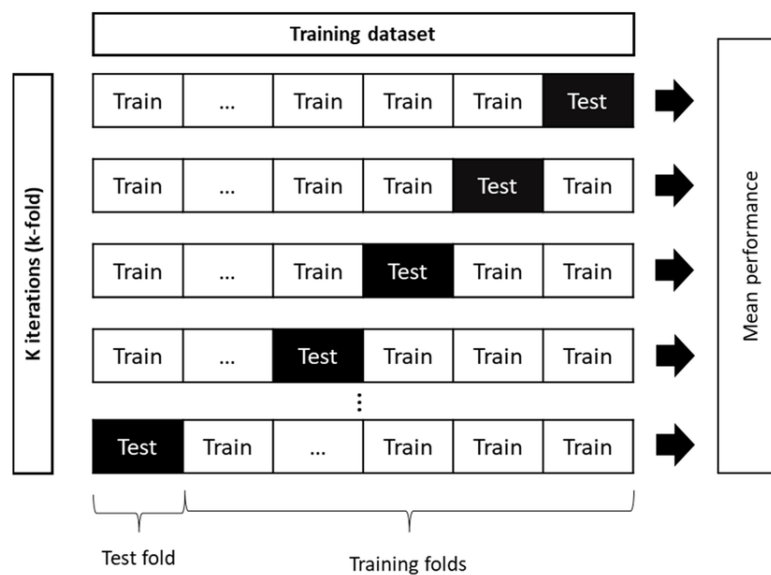 Training dataset
K iterations (k-fold)
Train ... Train Train Train Test
Train ... Train Train Test Train
Train ... Train Test Train Train
Train ... Test Train Train Train
⋮
Test Train ... Train Train Train
Mean performance
Test fold
Training folds